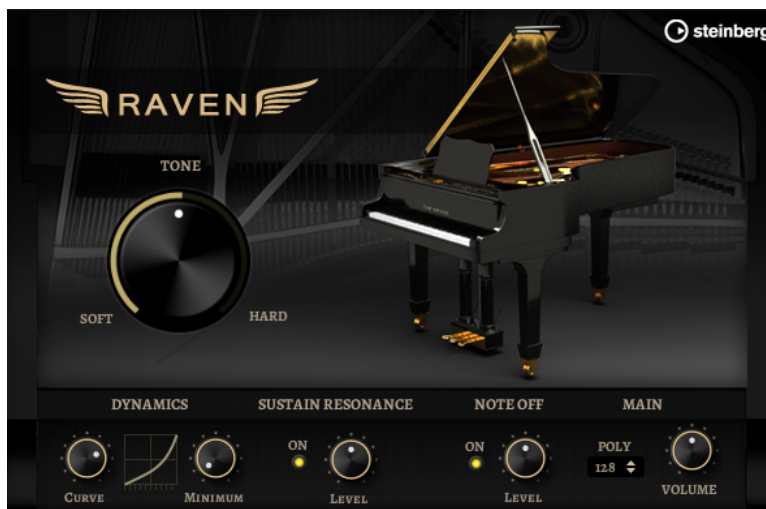 steinberg
RAVEN
TONE
SOFT
HARD
DYNAMICS
SUSTAIN RESONANCE
NOTE OFF
MAIN
CURVE
MINIMUM
ON
LEVEL
ON
LEVEL
POLY
128
VOLUME